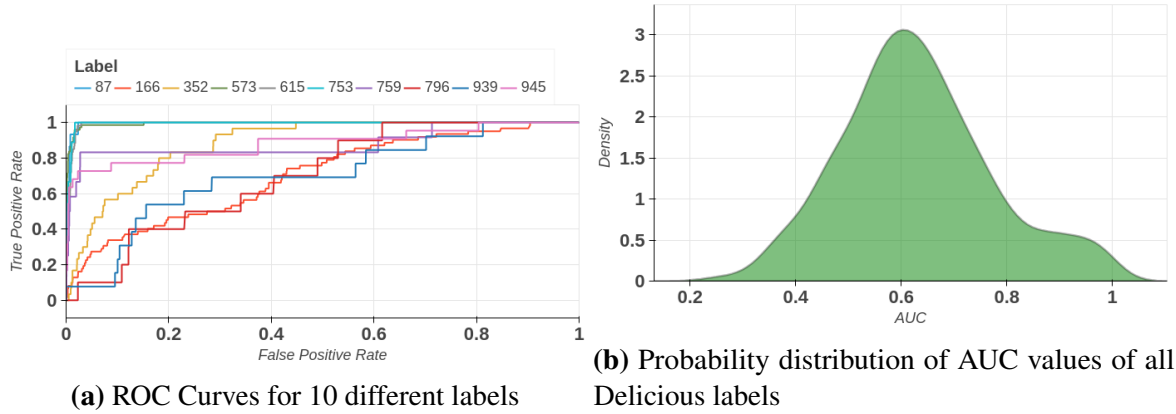 Label
87 166 352 573 615 753 759 796 939 945
1
0.8
0.6
0.4
0.2
0
True Positive Rate
0 0.2 0.4 0.6 0.8 1
False Positive Rate
(a) ROC Curves for 10 different labels
3
2.5
2
1.5
1
0.5
0
Density
0.2 0.4 0.6 0.8 1
AUC
(b) Probability distribution of AUC values of all
Delicious labels